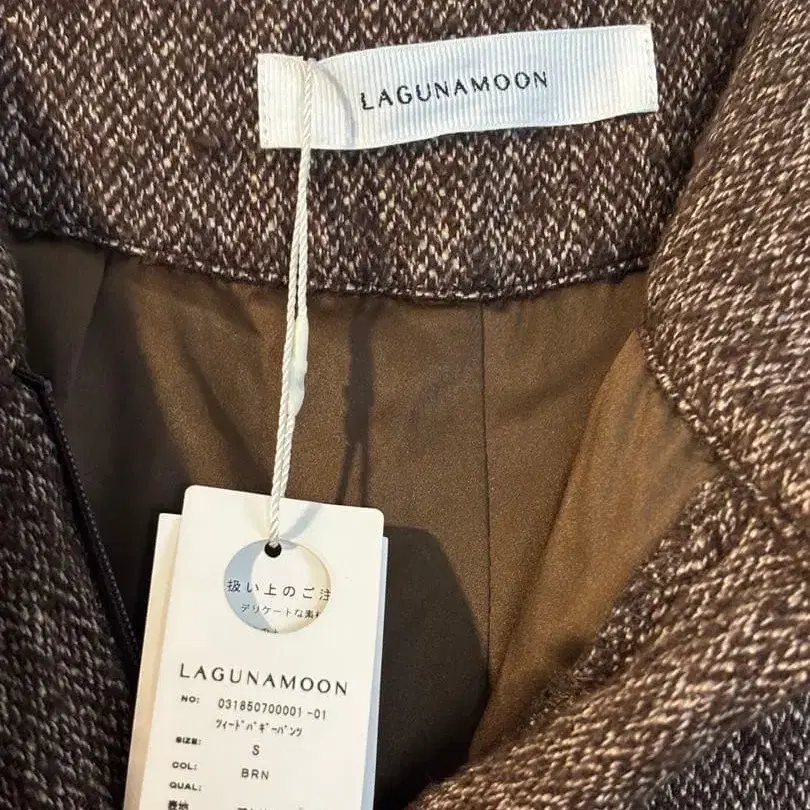 LAGUNAMOON
扱い上のご注
デリケートな素
LAGUNAMOON
NO: 031850700001-01
ツィードバギーパンツ
SIZE: S
COL: BRN
QUAL:
表地